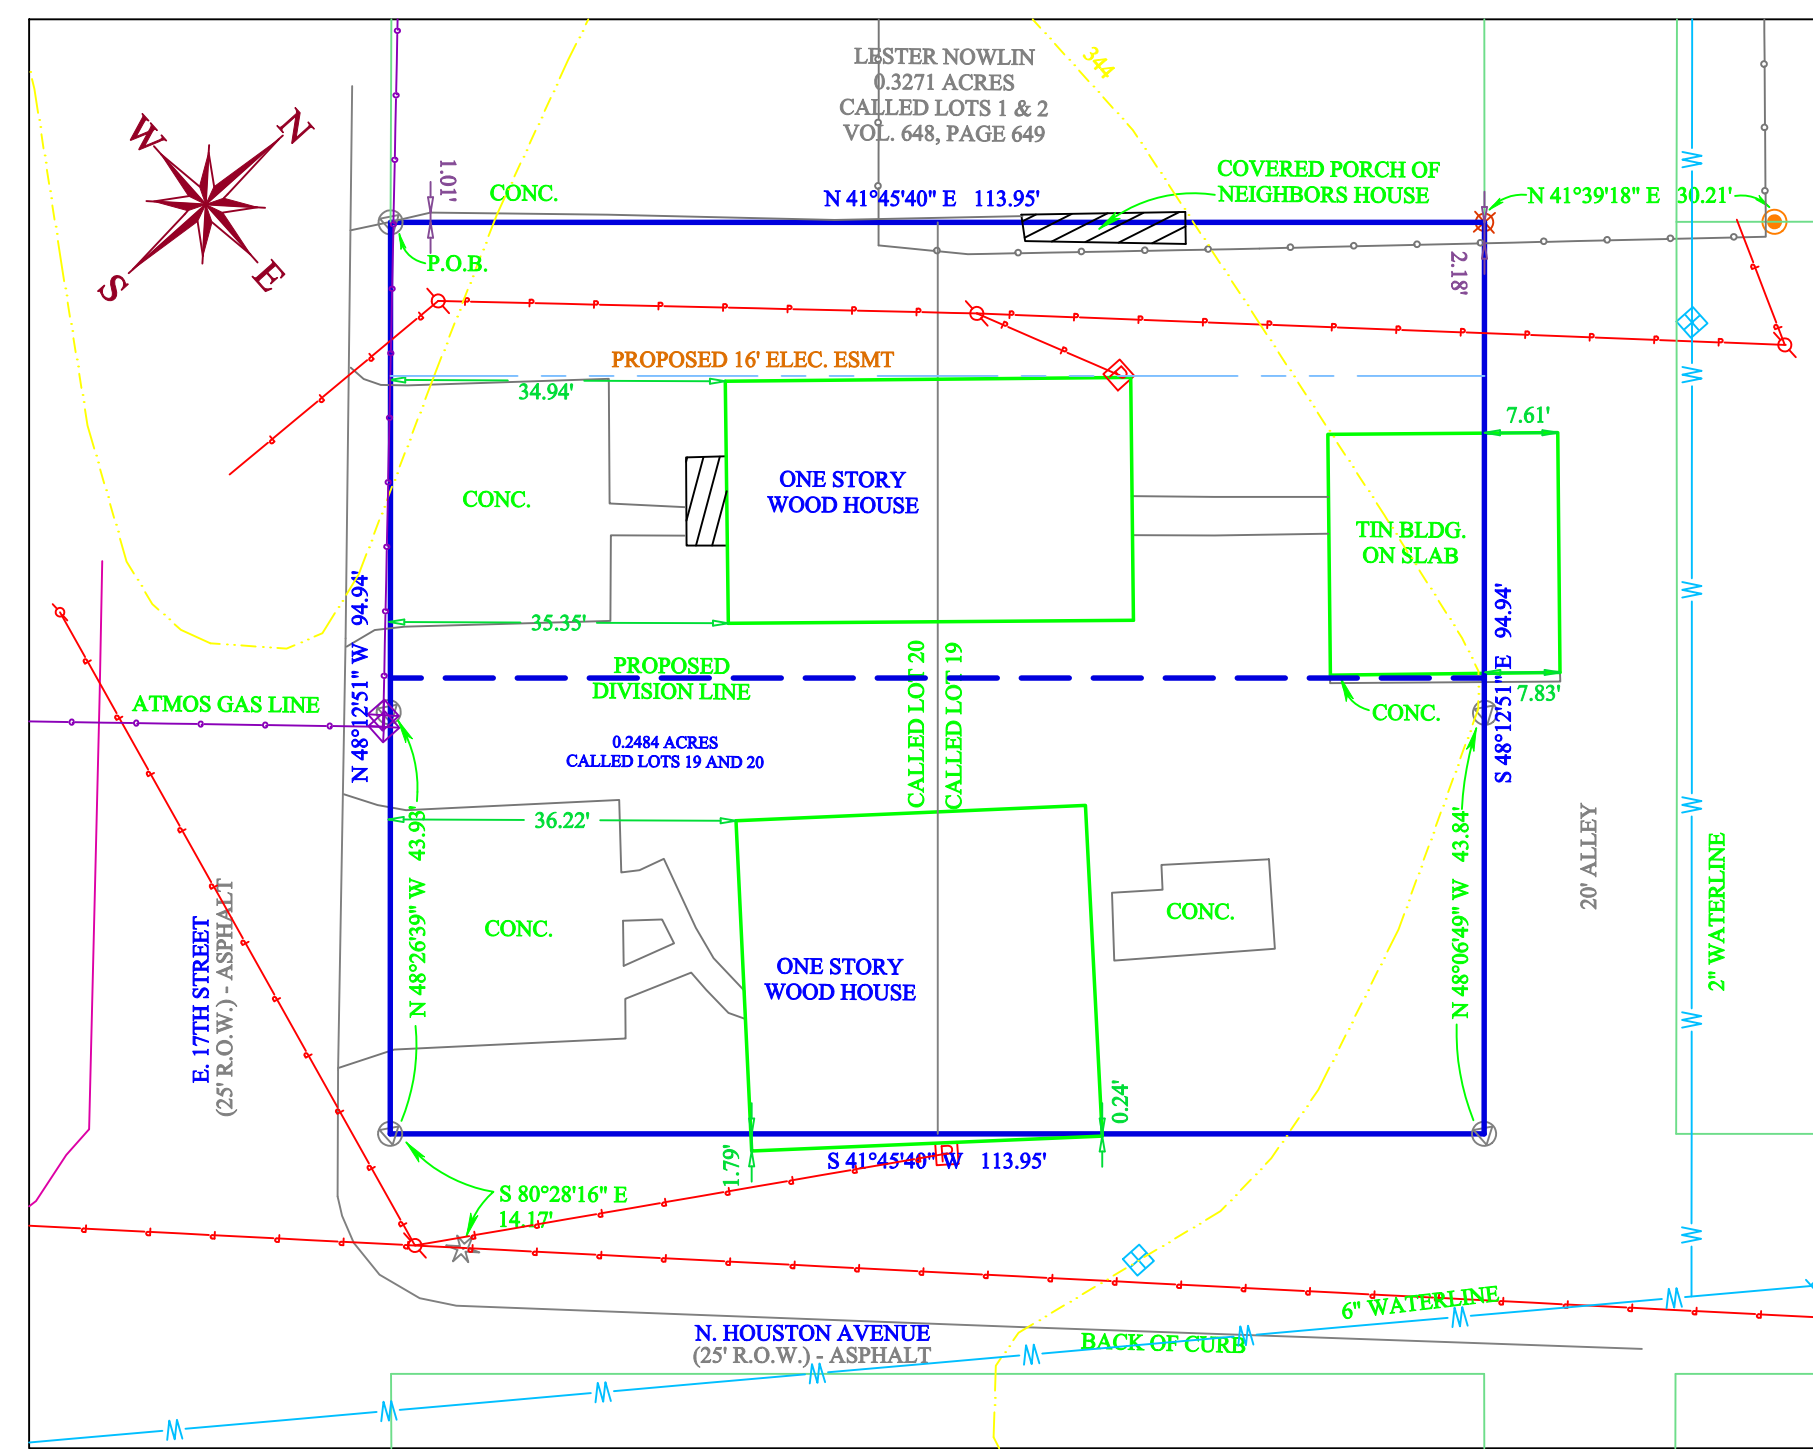 LESTER NOWLIN
0.3271 ACRES
CALLED LOTS 1 & 2
VOL. 648, PAGE 649
344
W
N
S
E
1.01'
CONC.
N 41°45'40" E 113.95'
COVERED PORCH OF
NEIGHBORS HOUSE
N 41°39'18" E 30.21'
P.O.B.
2.18'
PROPOSED 16' ELEC. ESMT
34.94'
7.61'
CONC.
ONE STORY
WOOD HOUSE
TIN BLDG.
ON SLAB
N 48°12'51" W 94.94'
S 48°12'51" E 94.94'
35.35'
PROPOSED
DIVISION LINE
CALLED LOT 20
CALLED LOT 19
7.83'
CONC.
ATMOS GAS LINE
0.2484 ACRES
CALLED LOTS 19 AND 20
36.22'
N 48°26'39" W 43.93'
N 48°06'49" W 43.84'
20' ALLEY
2" WATERLINE
CONC.
CONC.
ONE STORY
WOOD HOUSE
E. 17TH STREET
(25' R.O.W.) - ASPHALT
0.24'
1.79'
S 41°45'40" W 113.95'
S 80°28'16" E
14.17'
6" WATERLINE
N. HOUSTON AVENUE
(25' R.O.W.) - ASPHALT
BACK OF CURB